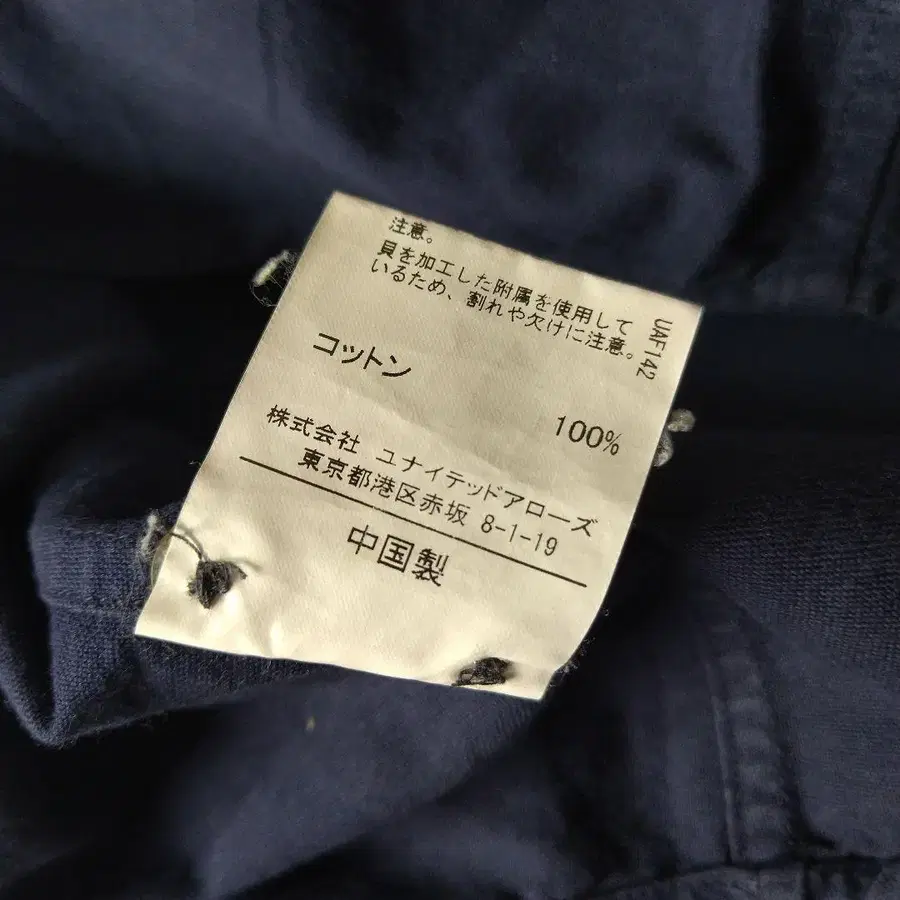 注意。
貝を加工した附属を使用して
いるため、割れや欠けに注意。
UAF142
コットン
100%
株式会社 ユナイテッドアローズ
東京都港区赤坂 8-1-19
中国製